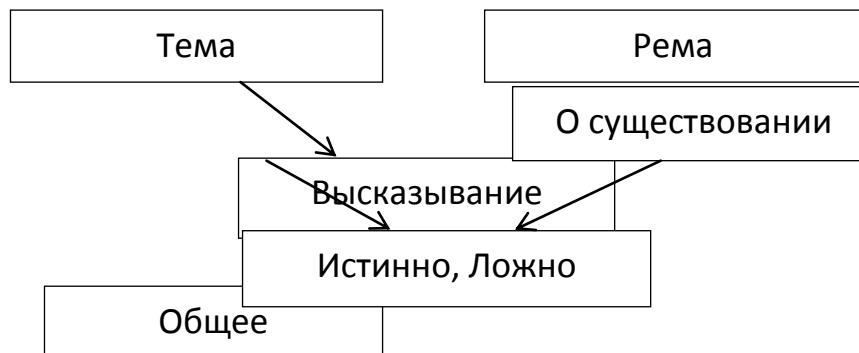 Тема
Рема
О существовании
Высказывание
Истинно, Ложно
Общее